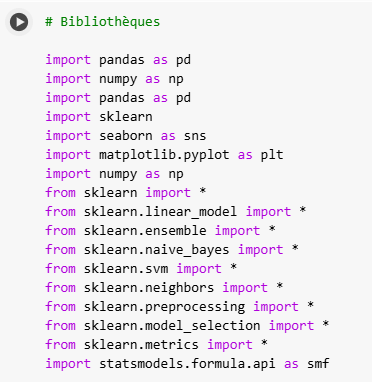 # Bibliothèques
import pandas as pd
import numpy as np
import pandas as pd
import sklearn
import seaborn as sns
import matplotlib.pyplot as plt
import numpy as np
from sklearn import *
from sklearn.linear_model import *
from sklearn.ensemble import *
from sklearn.naive_bayes import *
from sklearn.svm import *
from sklearn.neighbors import *
from sklearn.preprocessing import *
from sklearn.model_selection import *
from sklearn.metrics import *
import statsmodels.formula.api as smf